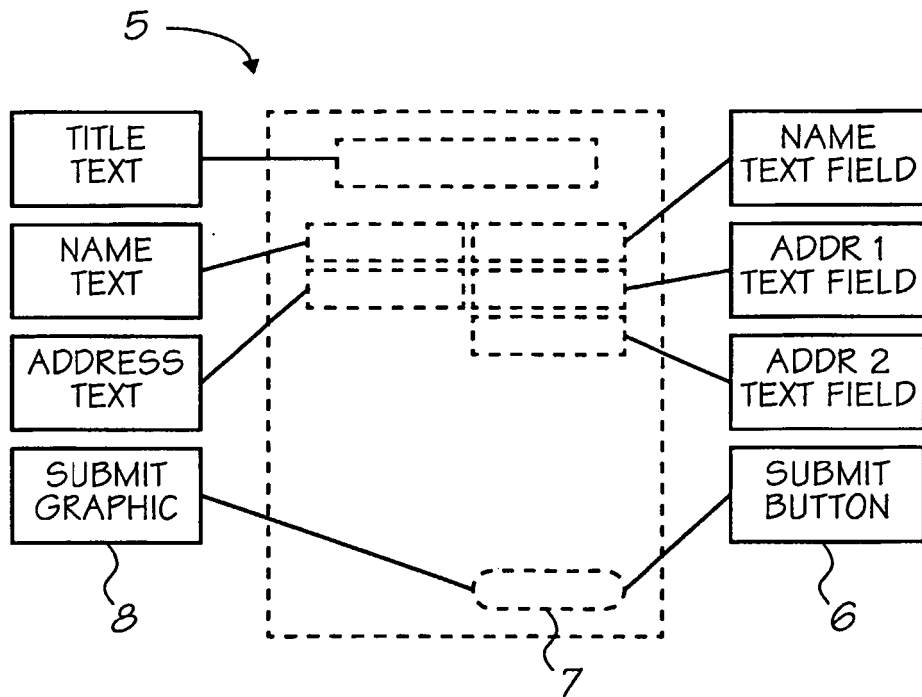 5
TITLE
TEXT
NAME
TEXT
ADDRESS
TEXT
SUBMIT
GRAPHIC
8
NAME
TEXT FIELD
ADDR 1
TEXT FIELD
ADDR 2
TEXT FIELD
SUBMIT
BUTTON
6
7